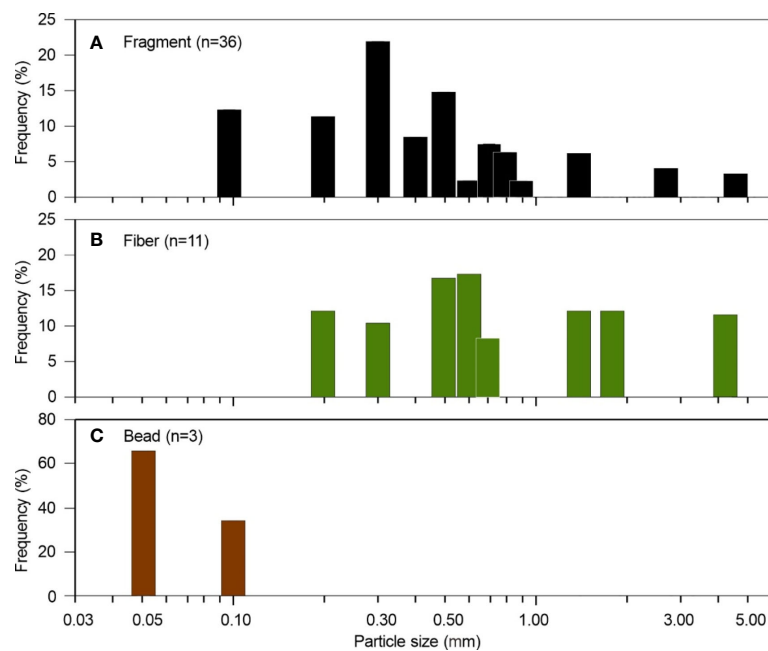 A Fragment (n=36)
Frequency (%)
25
20
15
10
5
0
B Fiber (n=11)
Frequency (%)
25
20
15
10
5
0
C Bead (n=3)
Frequency (%)
80
60
40
20
0
0.03 0.05 0.10 0.30 0.50 1.00 3.00 5.00
Particle size (mm)